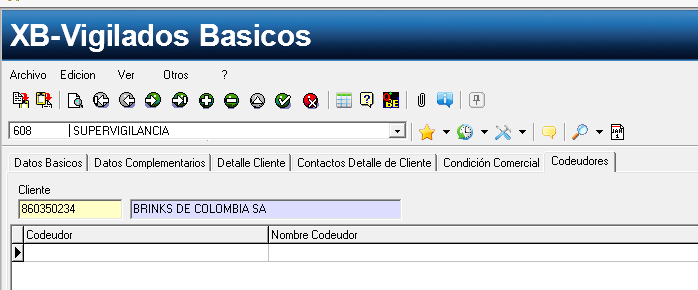 XB-Vigilados Basicos
Archivo Edicion Ver Otros ?
608 SUPERVIGILANCIA
Datos Basicos Datos Complementarios Detalle Cliente Contactos Detalle de Cliente Condición Comercial Codeudores
Cliente
860350234 BRINKS DE COLOMBIA SA
Codeudor Nombre Codeudor